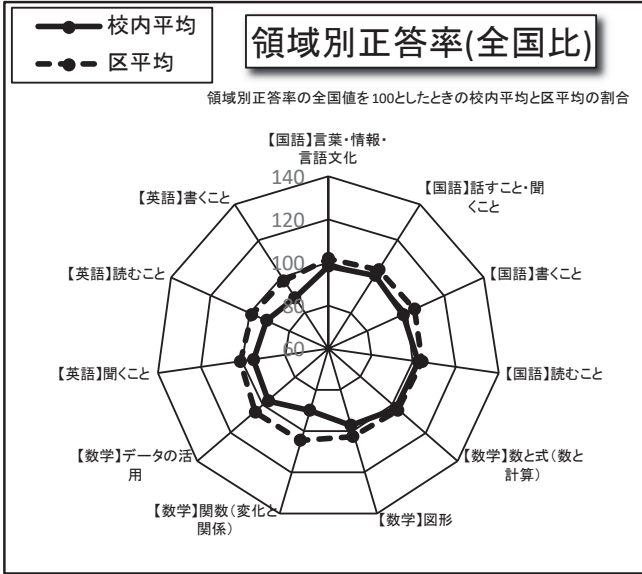 校内平均
区平均
領域別正答率(全国比)
領域別正答率の全国値を100としたときの校内平均と区平均の割合
【国語】言葉・情報・
言語文化
【国語】話すこと・聞
くこと
【国語】書くこと
【国語】読むこと
【数学】数と式(数と
計算)
【数学】図形
【数学】関数(変化と
関係)
【数学】データの活
用
【英語】聞くこと
【英語】読むこと
【英語】書くこと
140
120
100
80
60